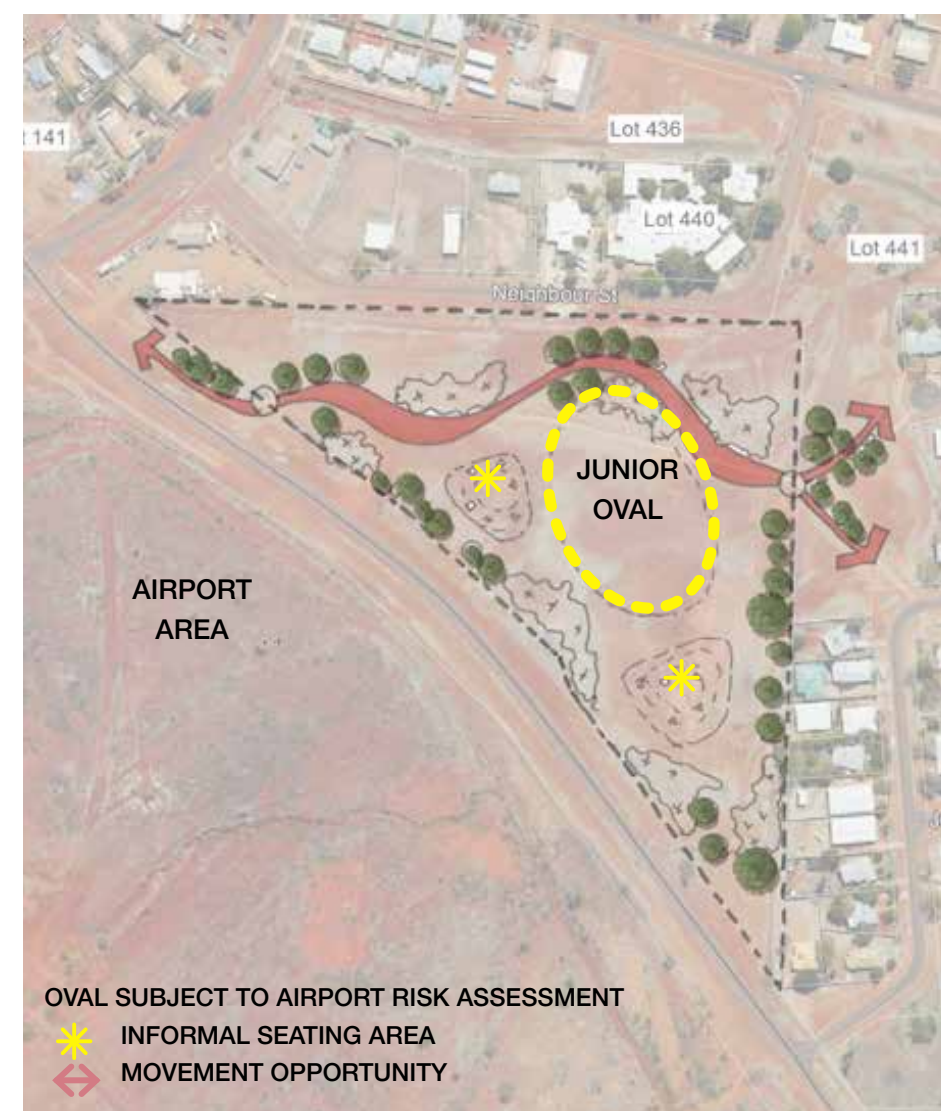 Lot 436
141
Lot 440
Lot 441
Neighbour St
JUNIOR
OVAL
AIRPORT
AREA
OVAL SUBJECT TO AIRPORT RISK ASSESSMENT
INFORMAL SEATING AREA
MOVEMENT OPPORTUNITY